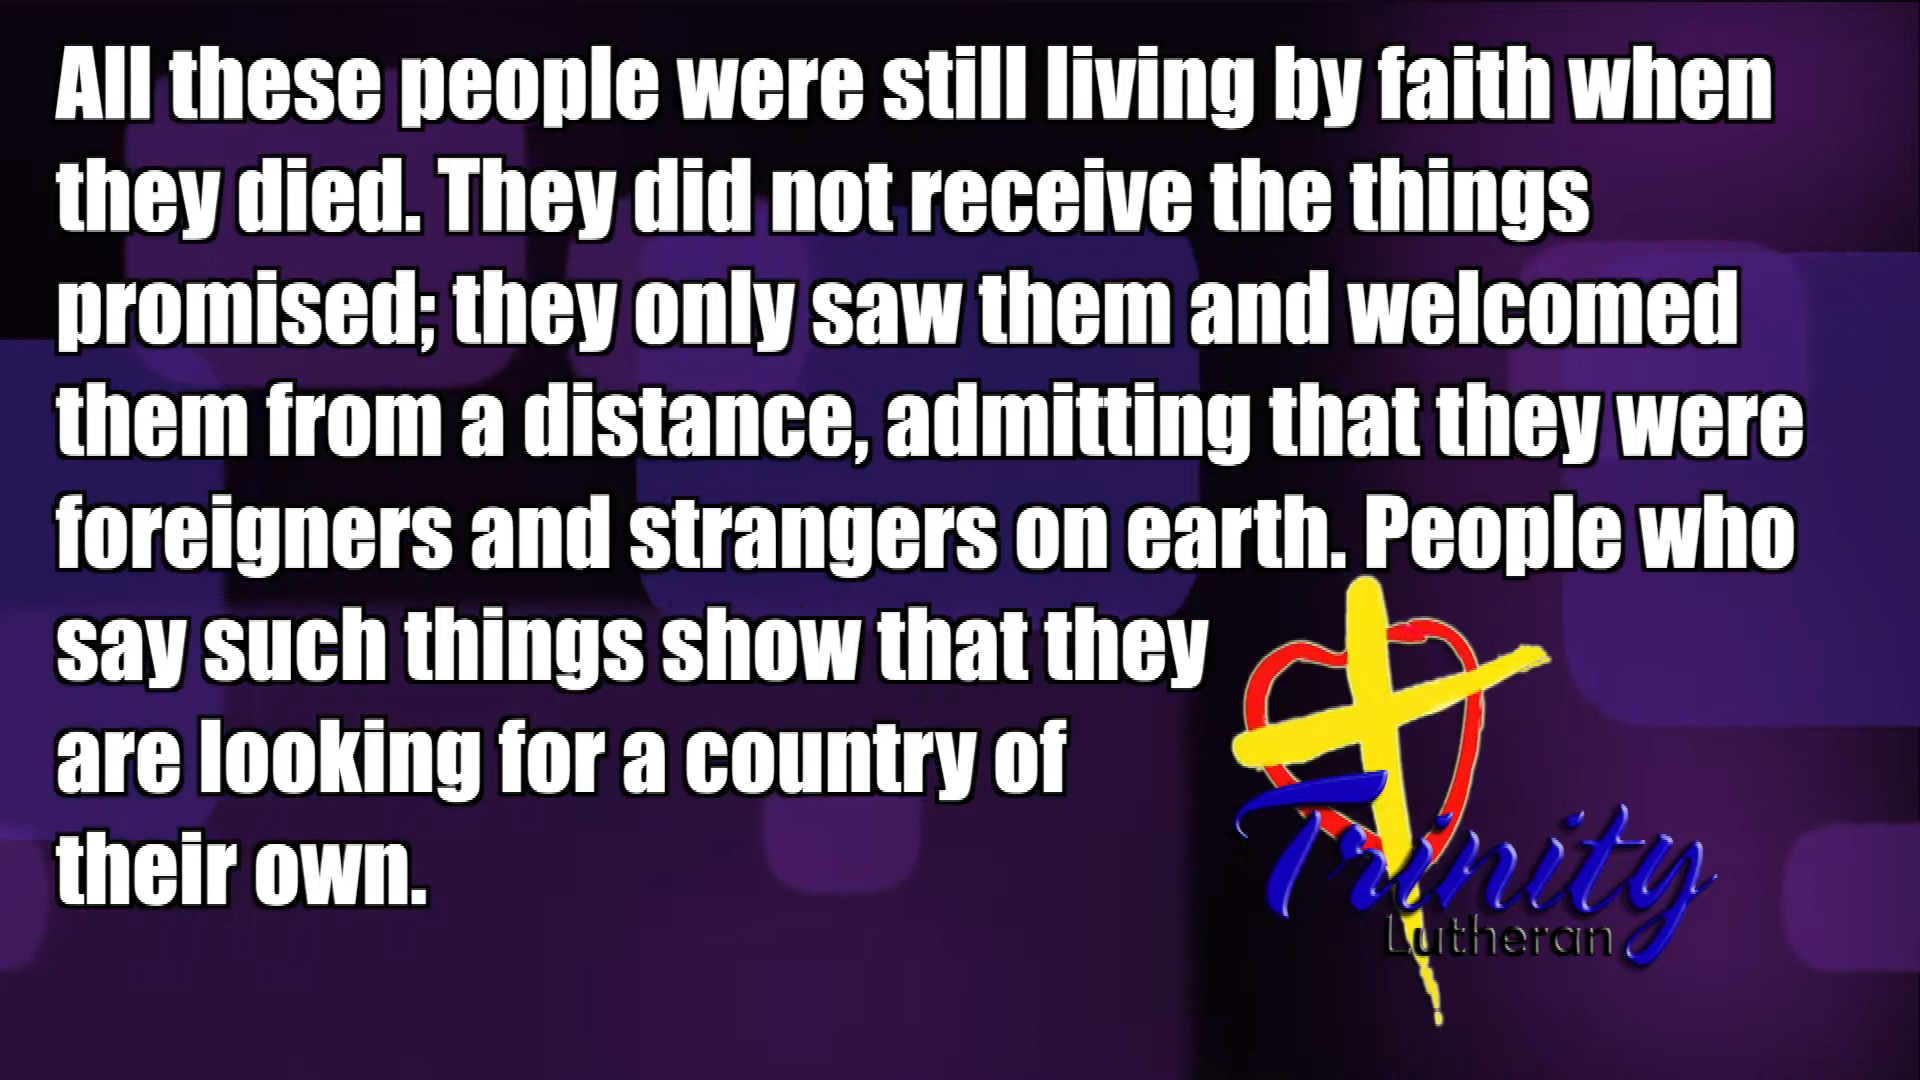 All these people were still living by faith when
they died. They did not receive the things
promised; they only saw them and welcomed
them from a distance, admitting that they were
foreigners and strangers on earth. People who
say such things show that they
are looking for a country of
their own.
Trinity
Lutheran